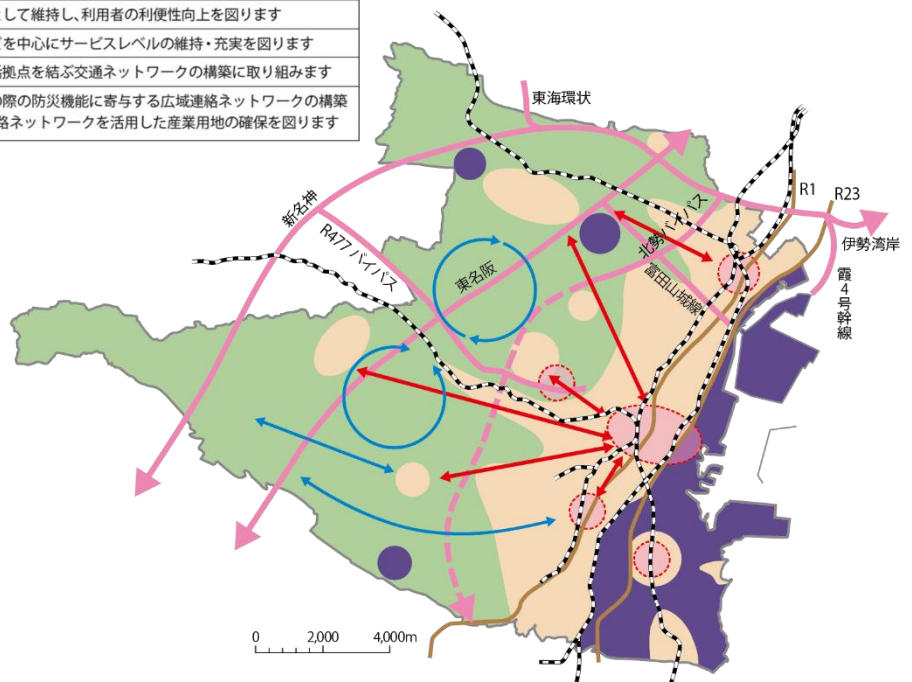 して維持し、利用者の利便性向上を図ります
を中心にサービスレベルの維持・充実を図ります
拠点を結ぶ交通ネットワークの構築に取り組みます
の際の防災機能に寄与する広域連絡ネットワークの構築
ネットワークを活用した産業用地の確保を図ります
東海環状
R1
R23
新名神
R477バイパス
東名阪
北勢バイパス
富田山城線
伊勢湾岸
霞4号幹線
0 2,000 4,000m